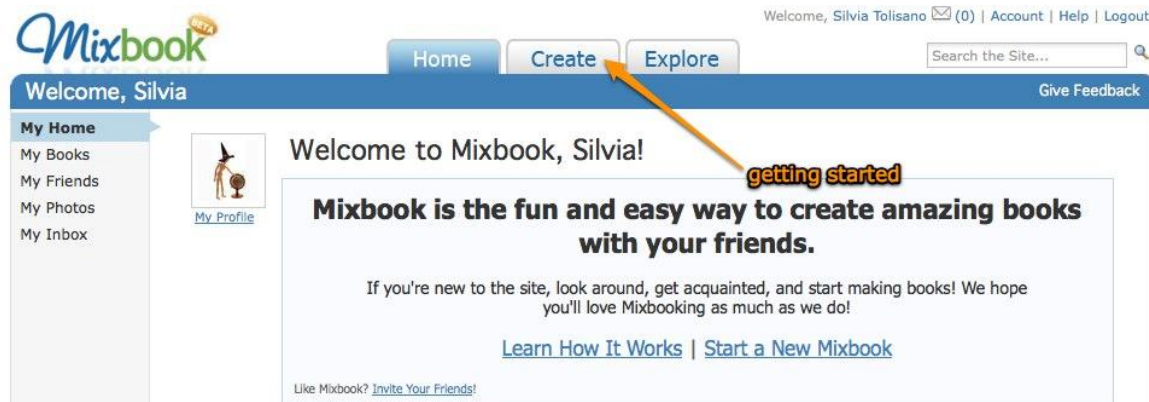 Welcome, Silvia Tolisano (0) | Account | Help | Logout
Mixbook BETA
Home Create Explore
Search the Site...
Welcome, Silvia
Give Feedback
My Home
My Books
My Friends
My Photos
My Inbox
My Profile
Welcome to Mixbook, Silvia!
getting started
Mixbook is the fun and easy way to create amazing books
with your friends.
If you're new to the site, look around, get acquainted, and start making books! We hope
you'll love Mixbooking as much as we do!
Learn How It Works | Start a New Mixbook
Like Mixbook? Invite Your Friends!